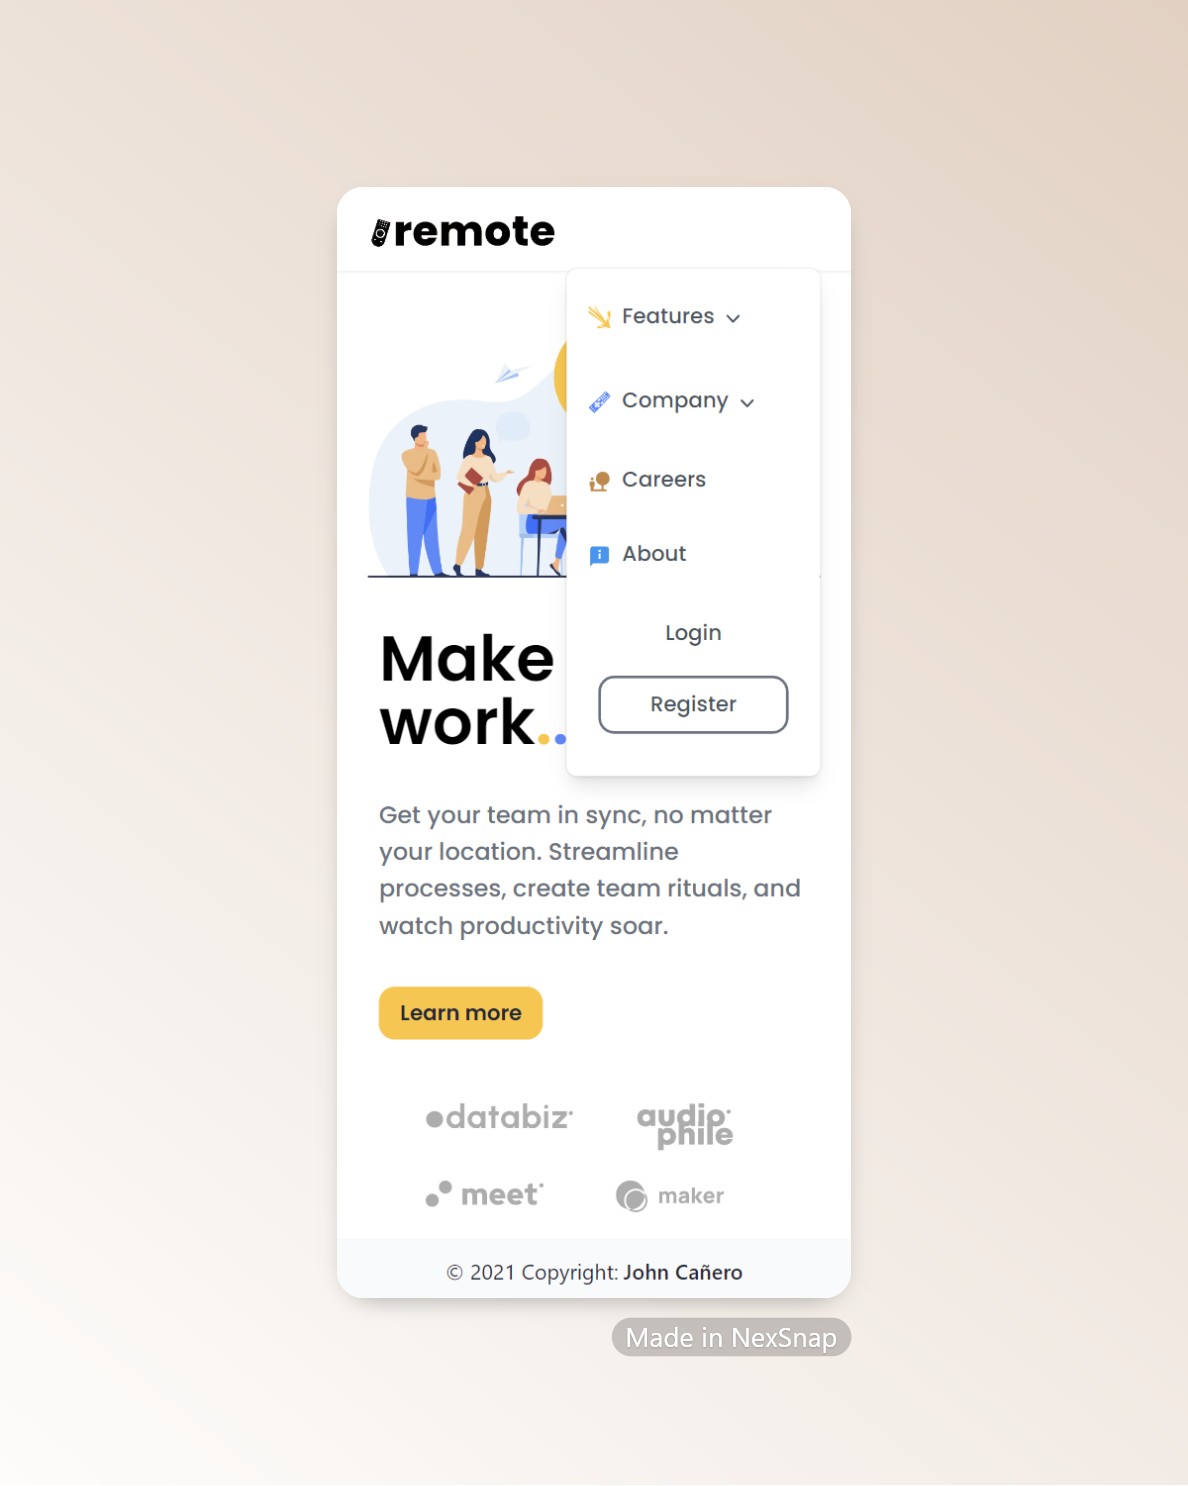 remote
Features
Company
Careers
About
Login
Register
Make
work..
Get your team in sync, no matter
your location. Streamline
processes, create team rituals, and
watch productivity soar.
Learn more
databiz
audio
phile
meet
maker
© 2021 Copyright: John Cañero
Made in NexSnap